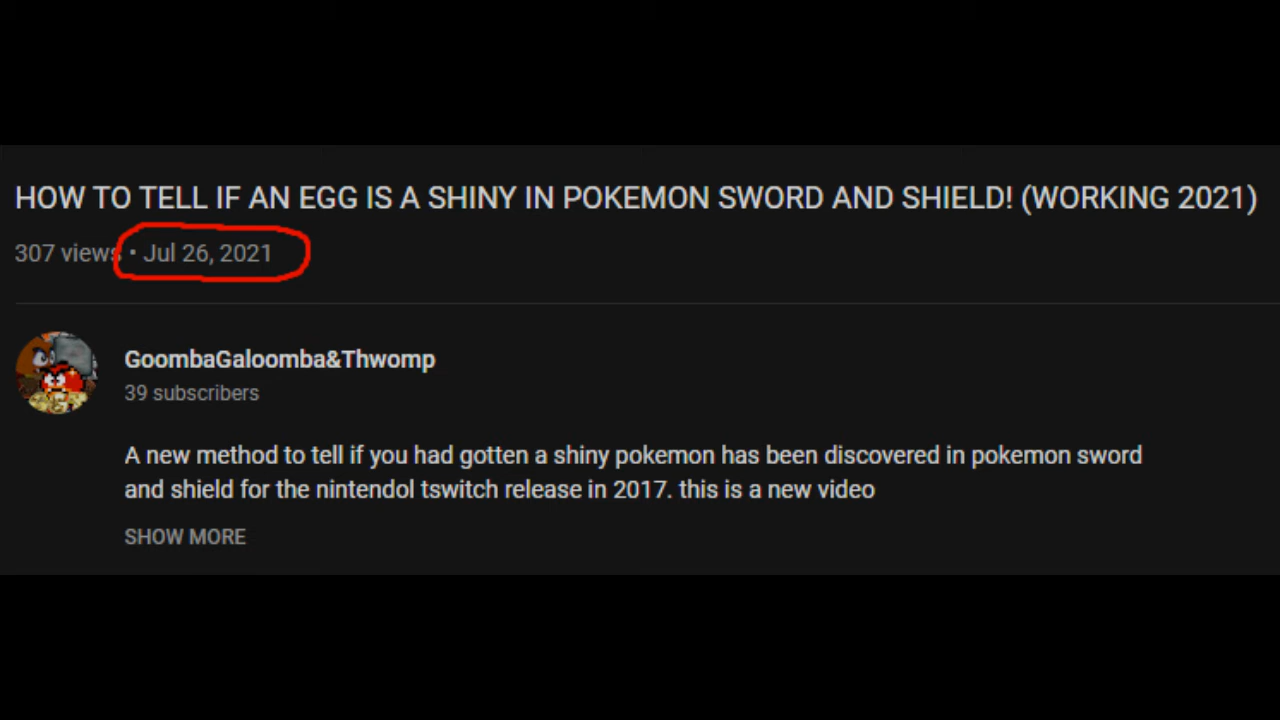 HOW TO TELL IF AN EGG IS A SHINY IN POKEMON SWORD AND SHIELD! (WORKING 2021)
307 views • Jul 26, 2021
GoombaGaloomba&Thwomp
39 subscribers
A new method to tell if you had gotten a shiny pokemon has been discovered in pokemon sword
and shield for the nintendol tswitch release in 2017. this is a new video
SHOW MORE